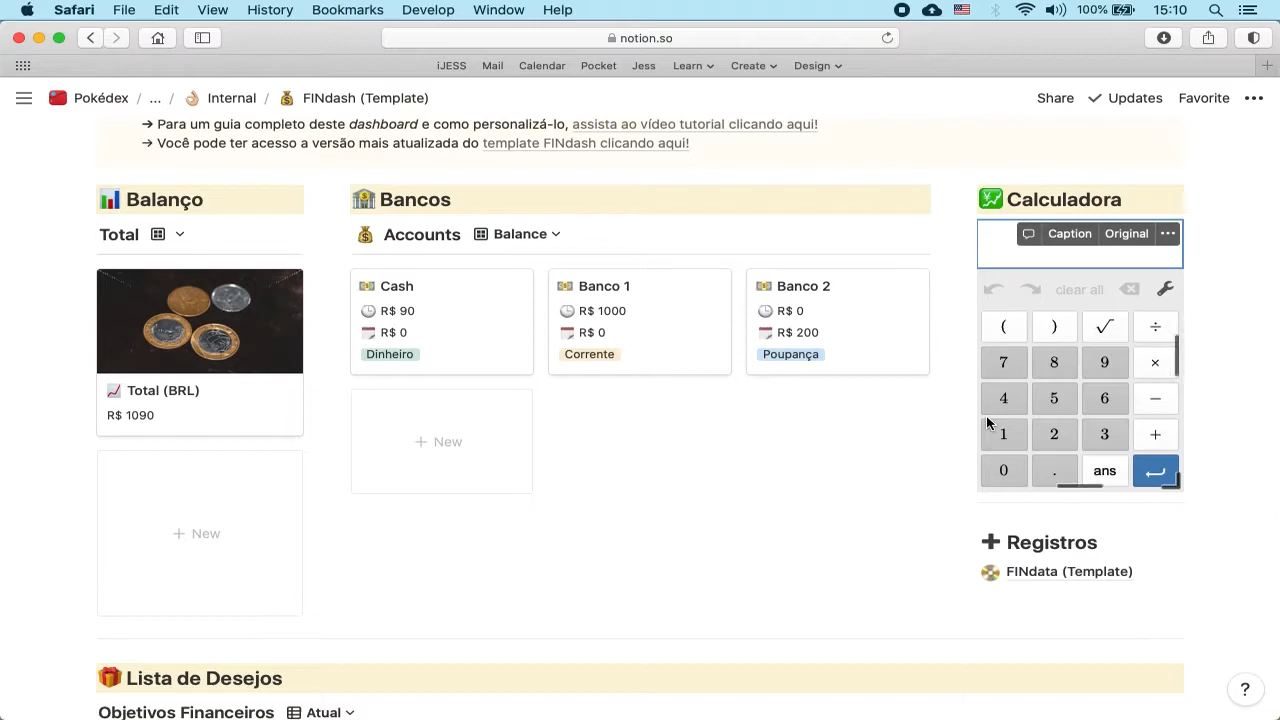 Safari File Edit View History Bookmarks Develop Window Help 100% 15:10
notion.so
iJESS Mail Calendar Pocket Jess Learn Create Design
Pokédex / ... / Internal / FINdash (Template) Share Updates Favorite
→ Para um guia completo deste dashboard e como personalizá-lo, assista ao vídeo tutorial clicando aqui!
→ Você pode ter acesso a versão mais atualizada do template FINdash clicando aqui!
Balanço
Total
Total (BRL)
R$ 1090
+ New
Bancos
Accounts Balance
Cash
R$ 90
R$ 0
Dinheiro
Banco 1
R$ 1000
R$ 0
Corrente
Banco 2
R$ 0
R$ 200
Poupança
+ New
Calculadora
Caption Original
clear all
( ) √ ÷
7 8 9 ×
4 5 6 −
1 2 3 +
0 . ans
Registros
FINdata (Template)
Lista de Desejos
Objetivos Financeiros Atual
?